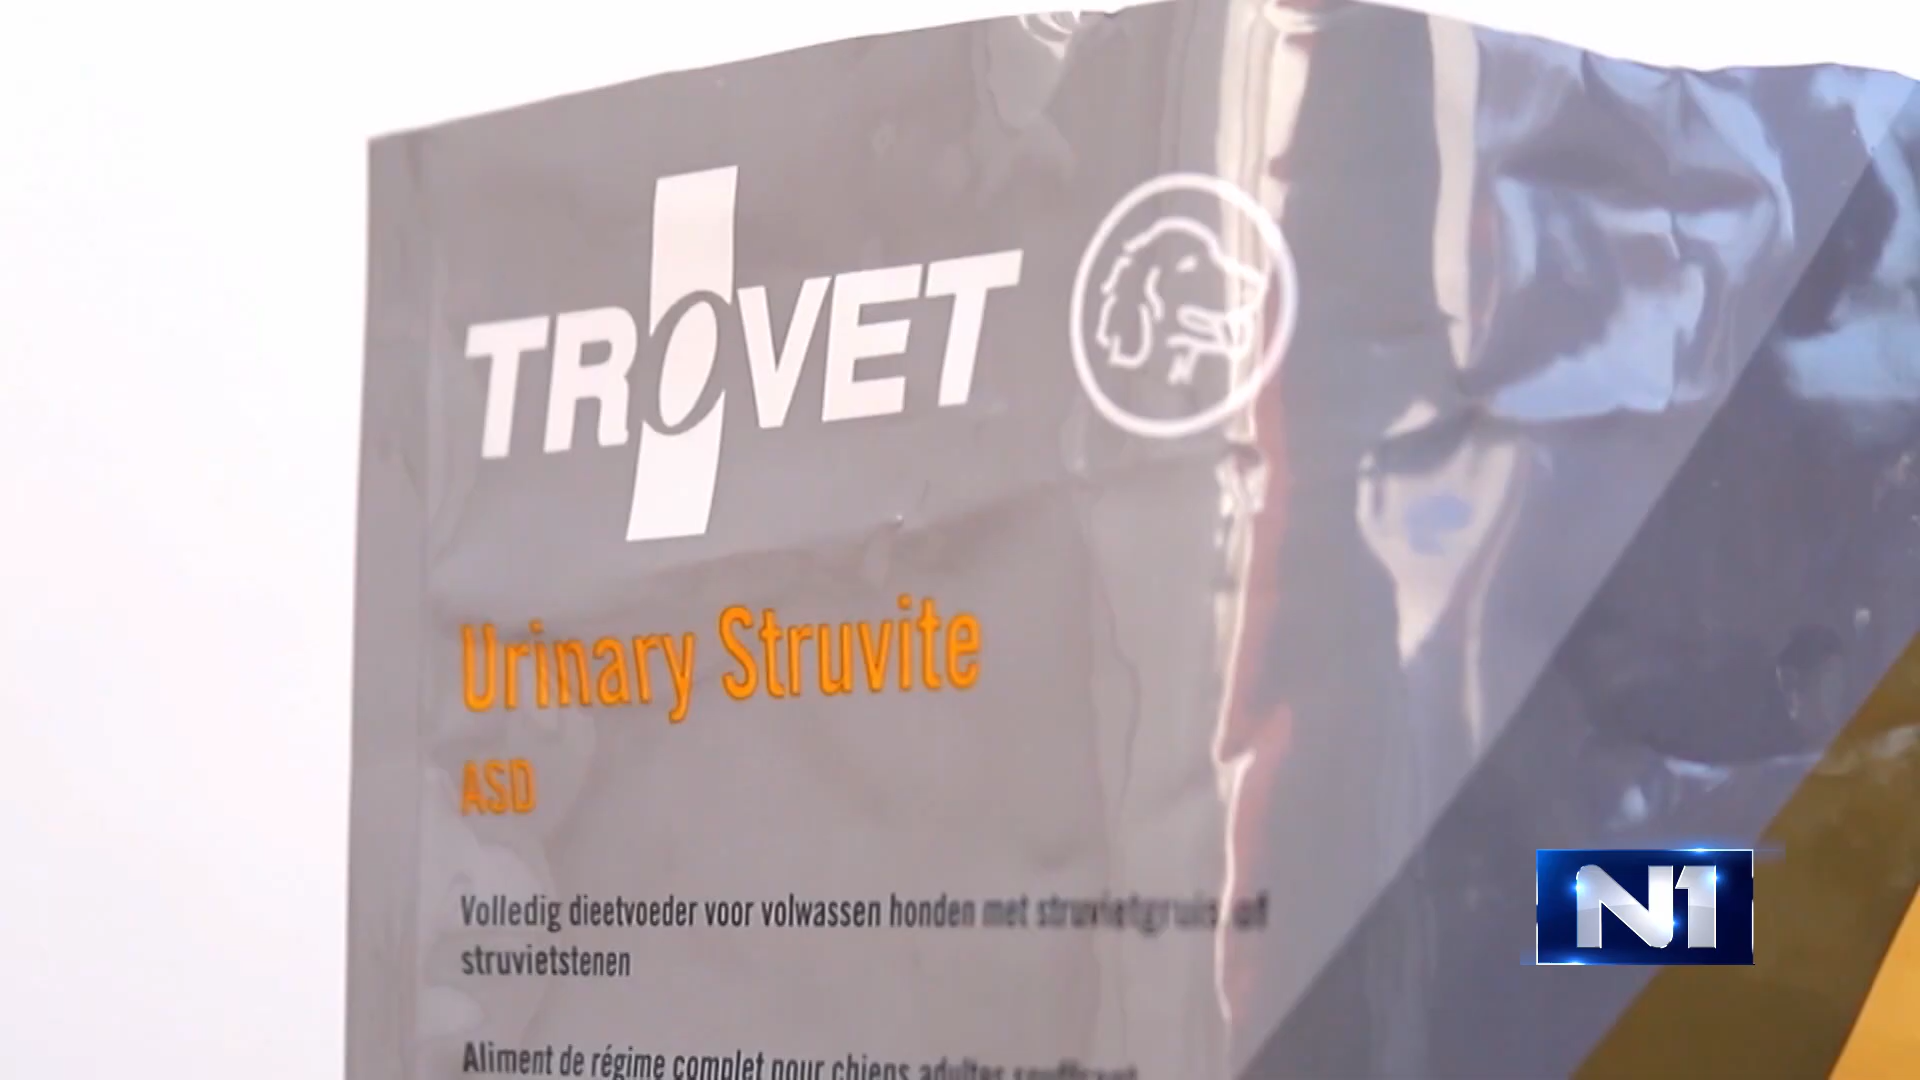 TROVET
Urinary Struvite
ASD
Volledig dieetvoeder voor volwassen honden met struvietgruis of
struvietstenen
Aliment de régime complet pour chiens adultes souffrant
N1